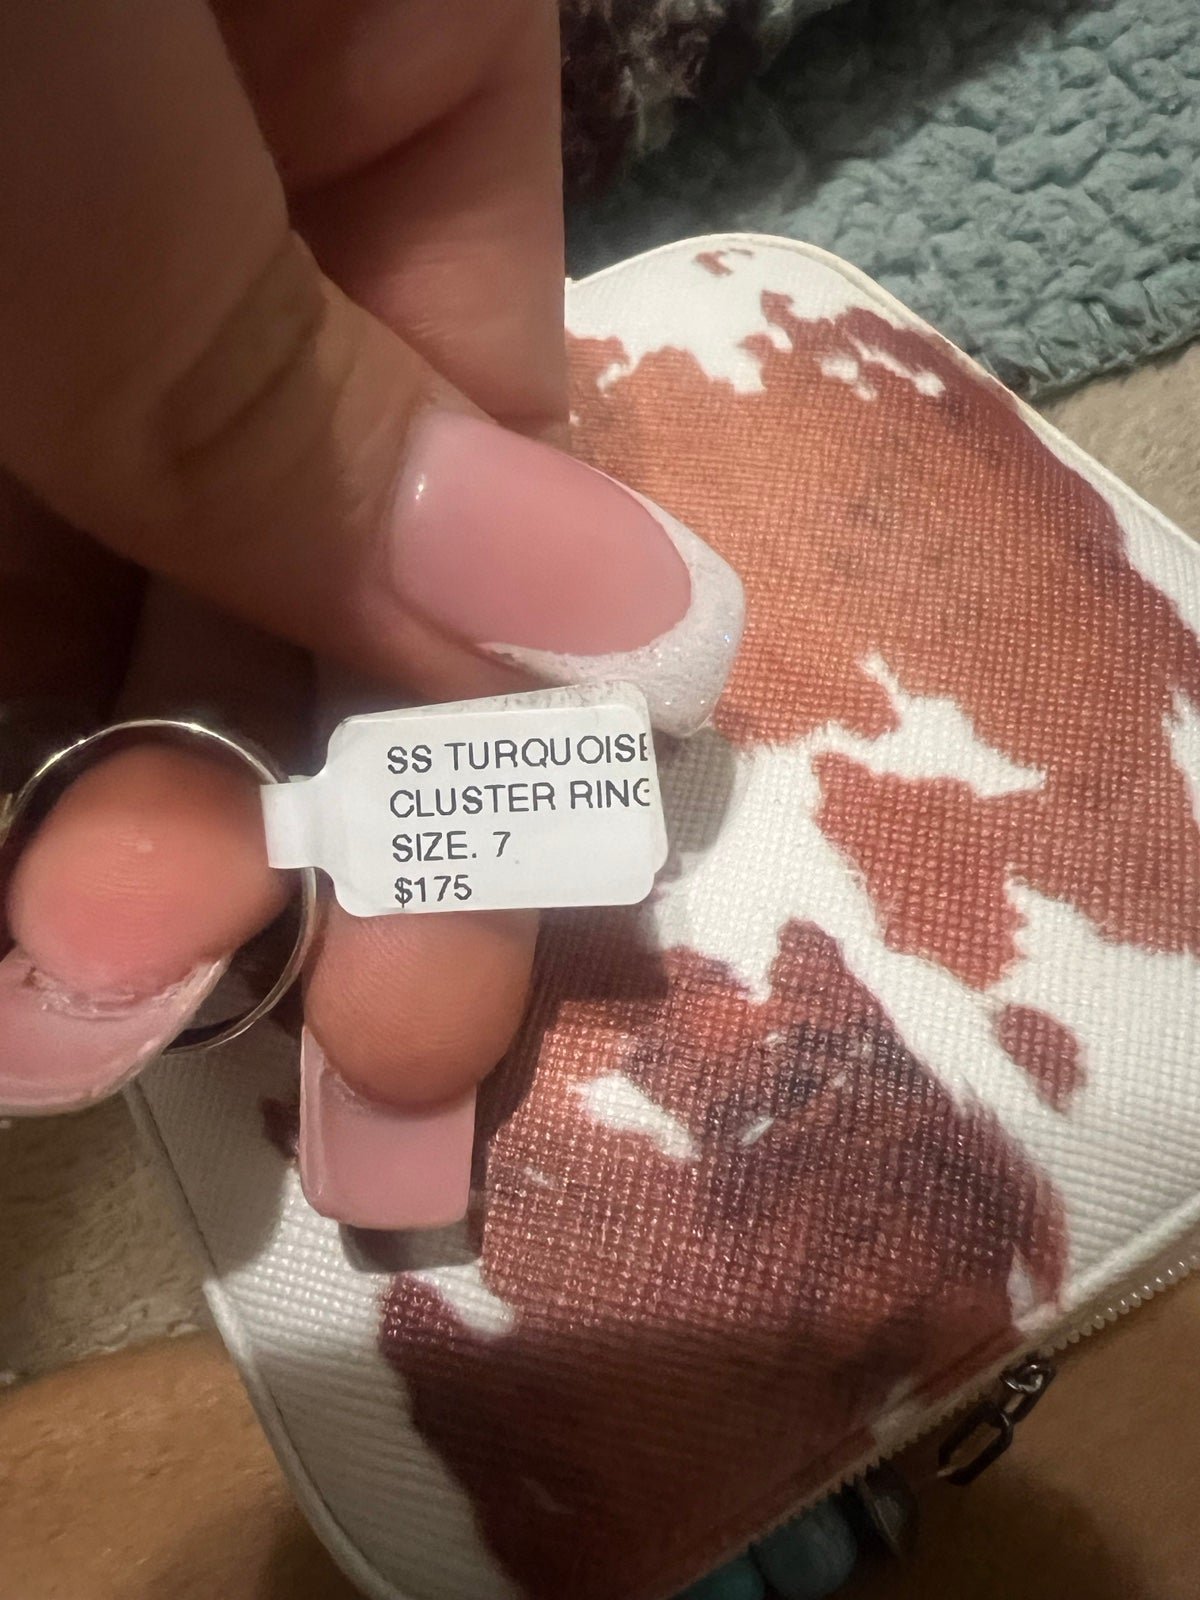 SS TURQUOISE
CLUSTER RING
SIZE. 7
$175